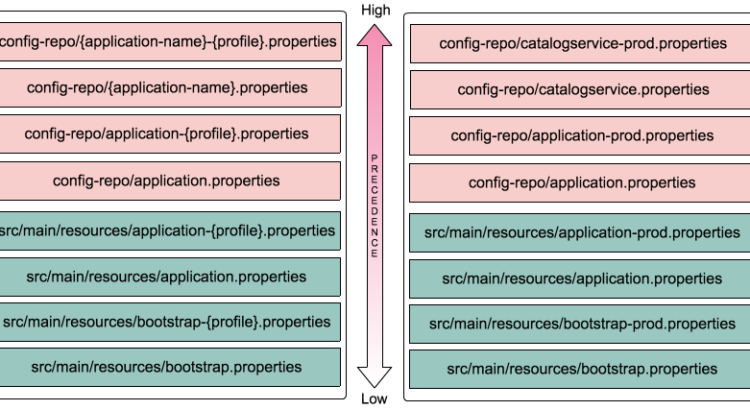 High
config-repo/{application-name}-{profile}.properties
config-repo/{application-name}.properties
config-repo/application-{profile}.properties
config-repo/application.properties
src/main/resources/application-{profile}.properties
src/main/resources/application.properties
src/main/resources/bootstrap-{profile}.properties
src/main/resources/bootstrap.properties
PRECEDENCE
config-repo/catalogservice-prod.properties
config-repo/catalogservice.properties
config-repo/application-prod.properties
config-repo/application.properties
src/main/resources/application-prod.properties
src/main/resources/application.properties
src/main/resources/bootstrap-prod.properties
src/main/resources/bootstrap.properties
Low